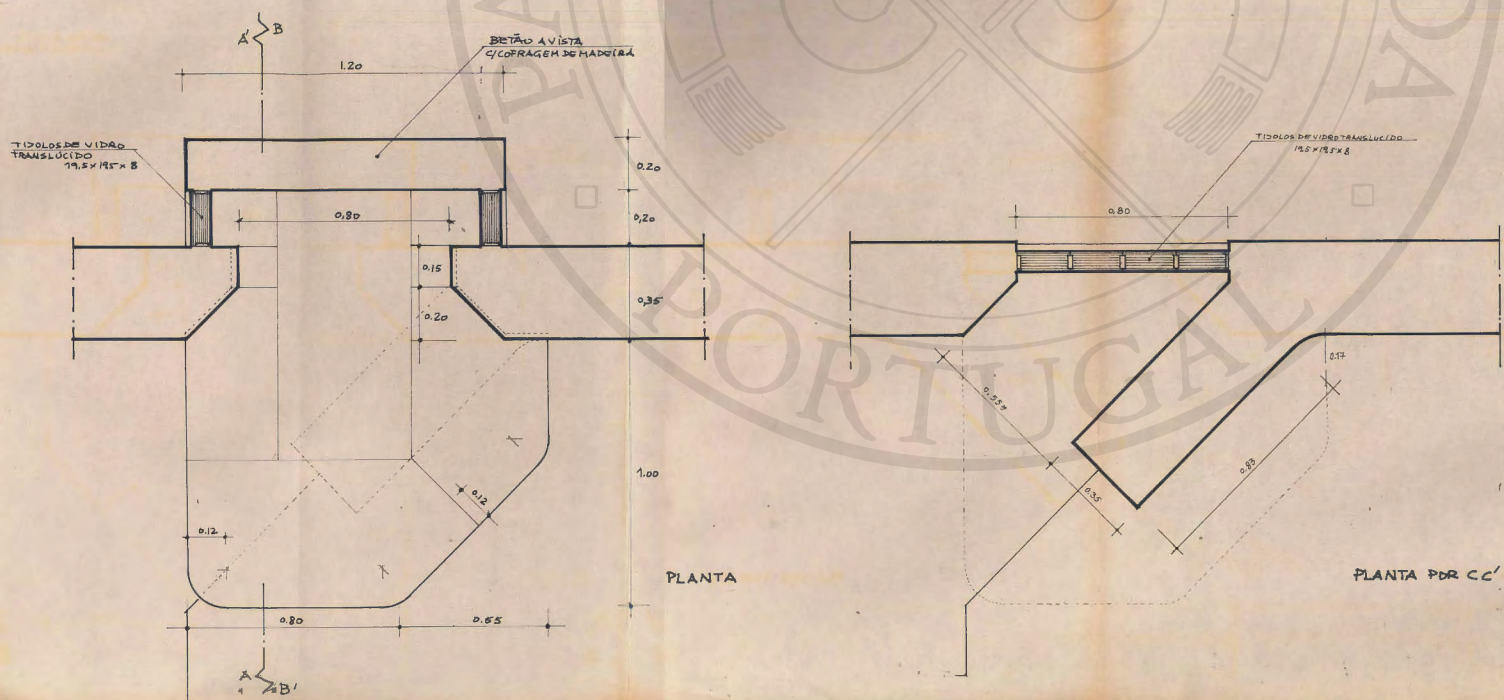 A' B
BETÃO A VISTA
C/COFRAGEM DE MADEIRA
1.20
TIJOLOS DE VIDRO
TRANSLÚCIDO
19,5 x 19,5 x 8
0.20
0,80
0,20
0.15
0,35
0.20
1.00
0.12
0.12
0.80
0.55
A B'
PLANTA
TIJOLOS DE VIDRO TRANSLUCIDO
19,5 x 19,5 x 8
0,80
0.17
0.35
0.83
PLANTA POR CC'
PORTUGAL